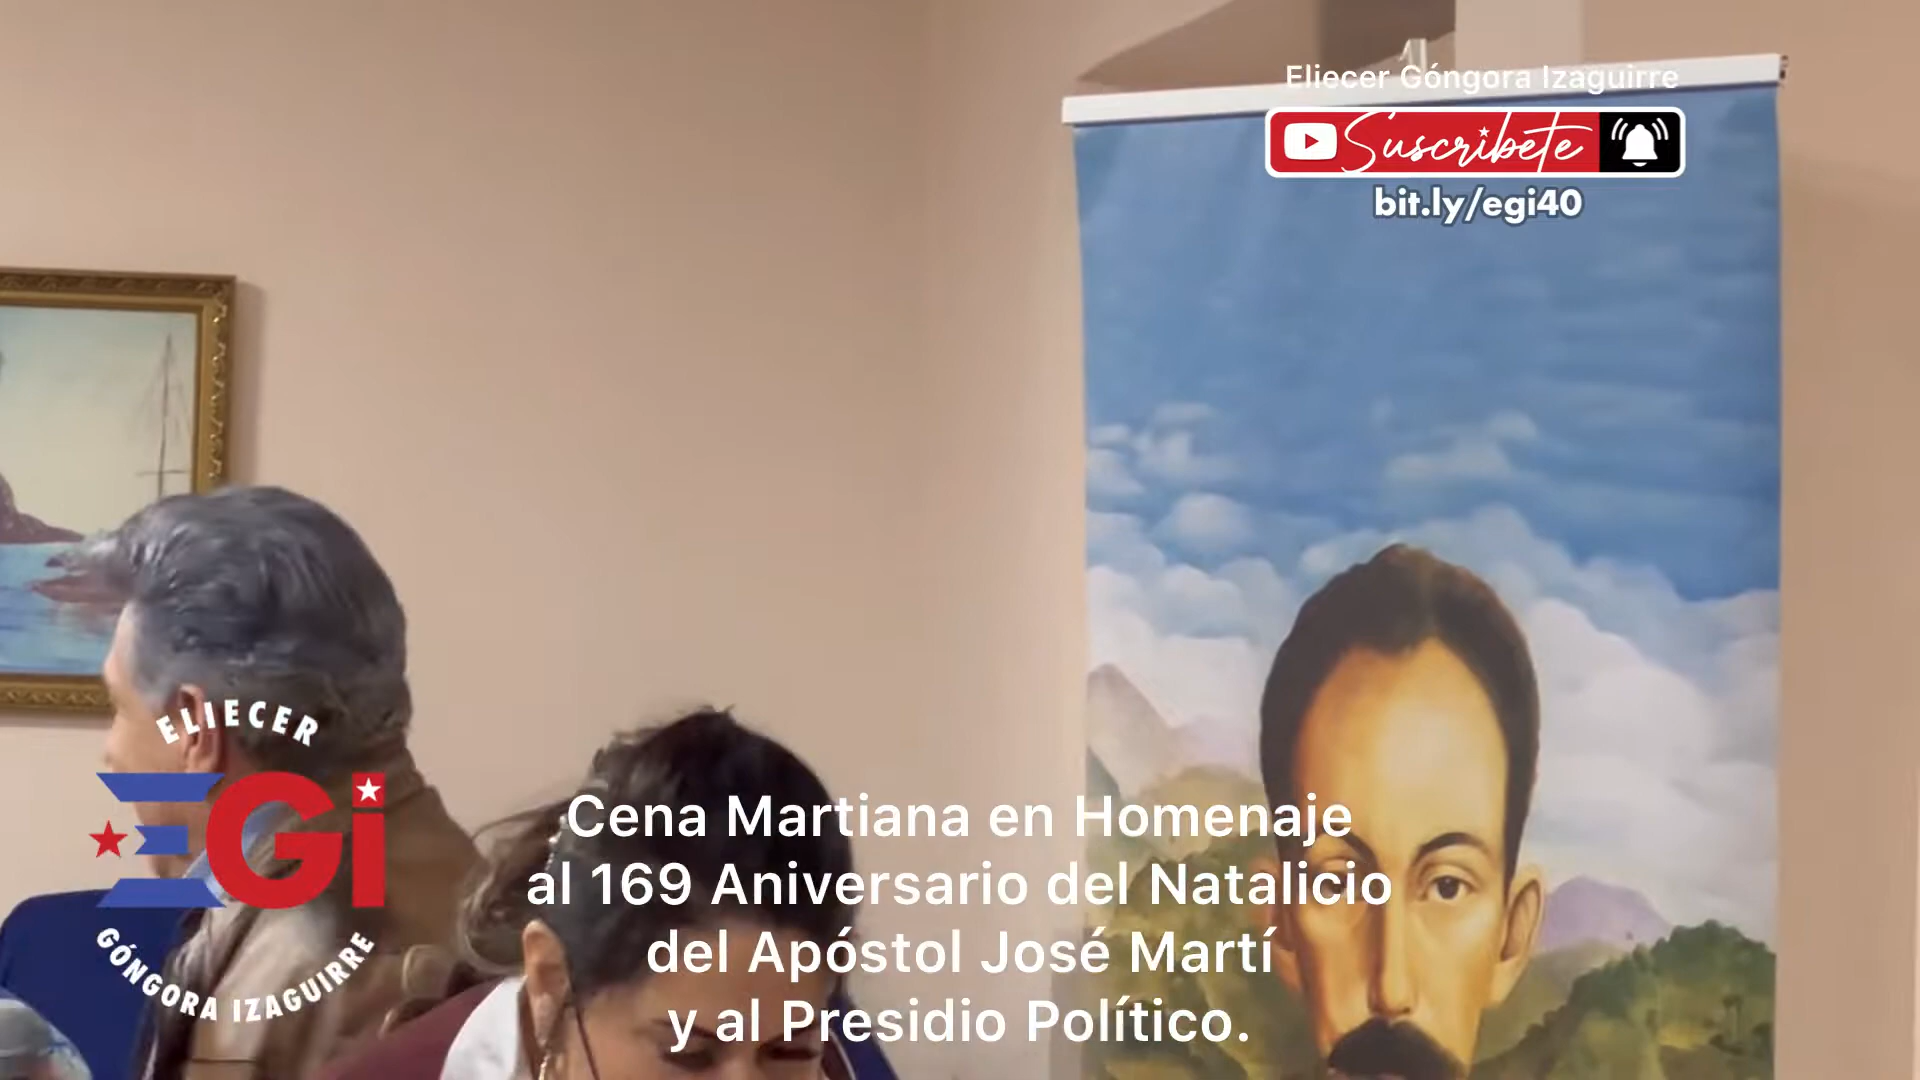 Eliecer Góngora Izaguirre
Suscribete
bit.ly/egi40
ELIECER
EGi
GÓNGORA IZAGUIRRE
Cena Martiana en Homenaje
al 169 Aniversario del Natalicio
del Apóstol José Martí
y al Presidio Político.